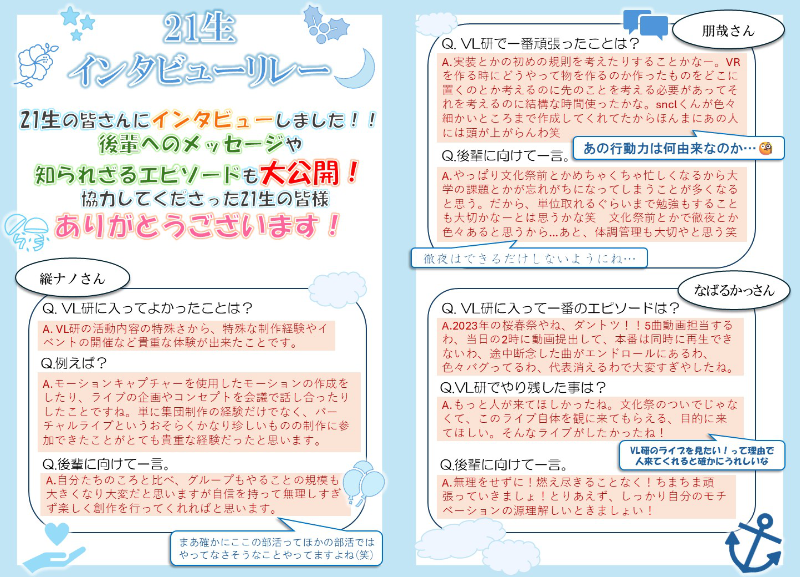 21生
インタビューリレー
21生の皆さんにインタビューしました！！
後輩へのメッセージや
知られざるエピソードも大公開！
協力してくださった21生の皆様
ありがとうございます！
縦ナノさん
Q. VL研に入ってよかったことは？
A. VL研の活動内容の特殊さから、特殊な制作経験やイ
ベントの開催など貴重な体験が出来たことです。
Q.例えば？
A.モーションキャプチャーを使用したモーションの作成を
したり、ライブの企画やコンセプトを会議で話し合ったり
したことですね。単に集団制作の経験だけでなく、バー
チャルライブというおそらくかなり珍しいものの制作に参
加できたことがとても貴重な経験だったと思います。
Q.後輩に向けて一言。
A.自分たちのころと比べ、グループもやることの規模も
大きくなり大変だと思いますが自信を持って無理しすぎ
ず楽しく創作を行ってくれればと思います。
まあ確かにここの部活ってほかの部活では
やってなさそうなことやってますよね(笑)
朋哉さん
Q. VL研で一番頑張ったことは？
A.実装とかの初めの規則を考えたりすることかなー。VR
を作る時にどうやって物を作るのか作ったものをどこに
置くのとか考えるのに先のことを考える必要があってそ
れを考えるのに結構な時間使ったかな。snclくんが色々
細かいところまで作成してくれてたからほんまにあの人
には頭が上がらんわ笑
あの行動力は何由来なのか…
Q.後輩に向けて一言。
A.やっぱり文化祭前とかめちゃくちゃ忙しくなるから大
学の課題とかが忘れがちになってしまうことが多くなる
と思う。だから、単位取れるぐらいまで勉強もすること
も大切かなーとは思うかな笑　文化祭前とかで徹夜とか
色々あると思うから…あと、体調管理も大切やと思う笑
徹夜はできるだけしないようにね…
なばるかっさん
Q. VL研に入って一番のエピソードは？
A.2023年の桜春祭やね、ダントツ！！5曲動画担当する
わ、当日の2時に動画提出して、本番は同時に再生でき
ないわ、途中断念した曲がエンドロールにあるわ、
色々バグってるわ、代表消えるわで大変すぎやしたね。
Q.VL研でやり残した事は？
A.もっと人が来てほしかったね。文化祭のついでじゃな
くて、このライブ自体を観に来てもらえる、目的に来
てほしい。そんなライブがしたかったね！
VL研のライブを見たい！って理由で
人来てくれると確かにうれしいな
Q.後輩に向けて一言。
A.無理をせずに！燃え尽きることなく！ちまちま頑
張っていきましょ！とりあえず、しっかり自分のモチ
ベーションの源理解しいときましょい！